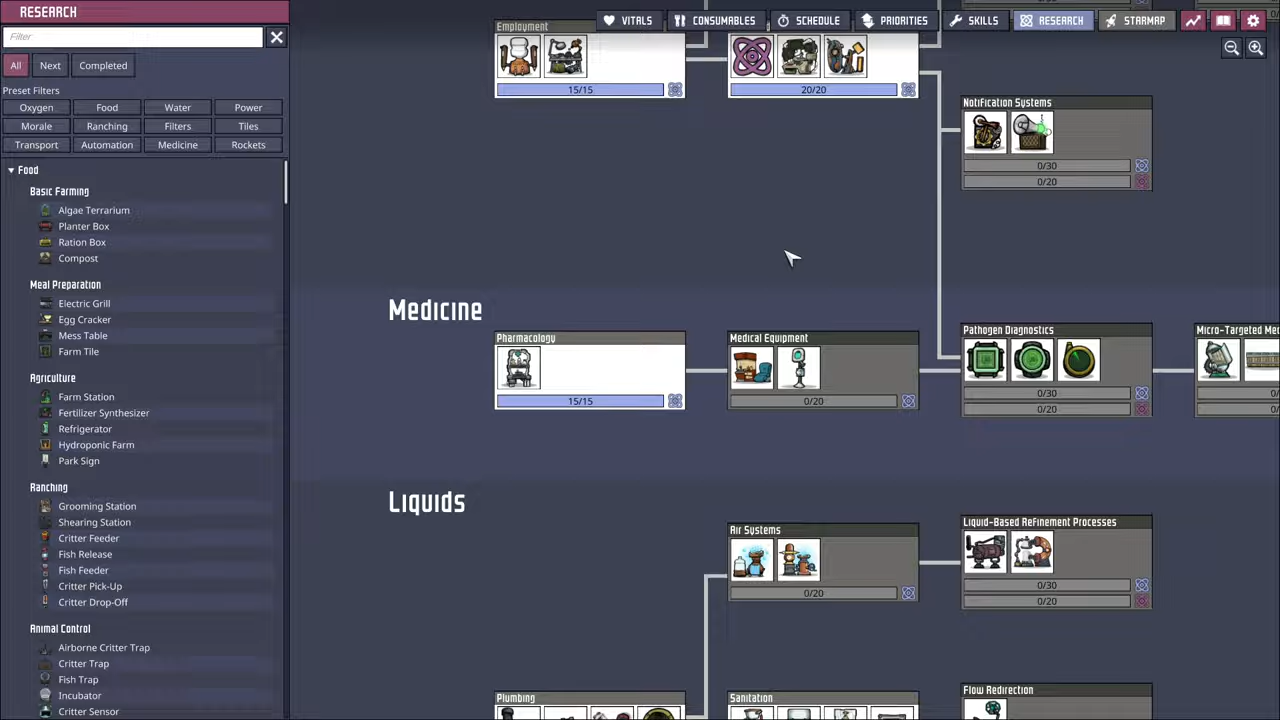 RESEARCH
VITALS
CONSUMABLES
SCHEDULE
PRIORITIES
SKILLS
RESEARCH
STARMAP
Filter
All
Next
Completed
Preset Filters
Oxygen
Food
Water
Power
Morale
Ranching
Filters
Tiles
Transport
Automation
Medicine
Rockets
Food
Basic Farming
Algae Terrarium
Planter Box
Ration Box
Compost
Meal Preparation
Electric Grill
Egg Cracker
Mess Table
Farm Tile
Agriculture
Farm Station
Fertilizer Synthesizer
Refrigerator
Hydroponic Farm
Park Sign
Ranching
Grooming Station
Shearing Station
Critter Feeder
Fish Release
Fish Feeder
Critter Pick-Up
Critter Drop-Off
Animal Control
Airborne Critter Trap
Critter Trap
Fish Trap
Incubator
Critter Sensor
Employment
15/15
20/20
Notification Systems
0/30
0/20
Medicine
Pharmacology
15/15
Medical Equipment
0/20
Pathogen Diagnostics
0/30
0/20
Micro-Targeted Med
Liquids
Air Systems
0/20
Liquid-Based Refinement Processes
0/30
0/20
Plumbing
Sanitation
Flow Redirection